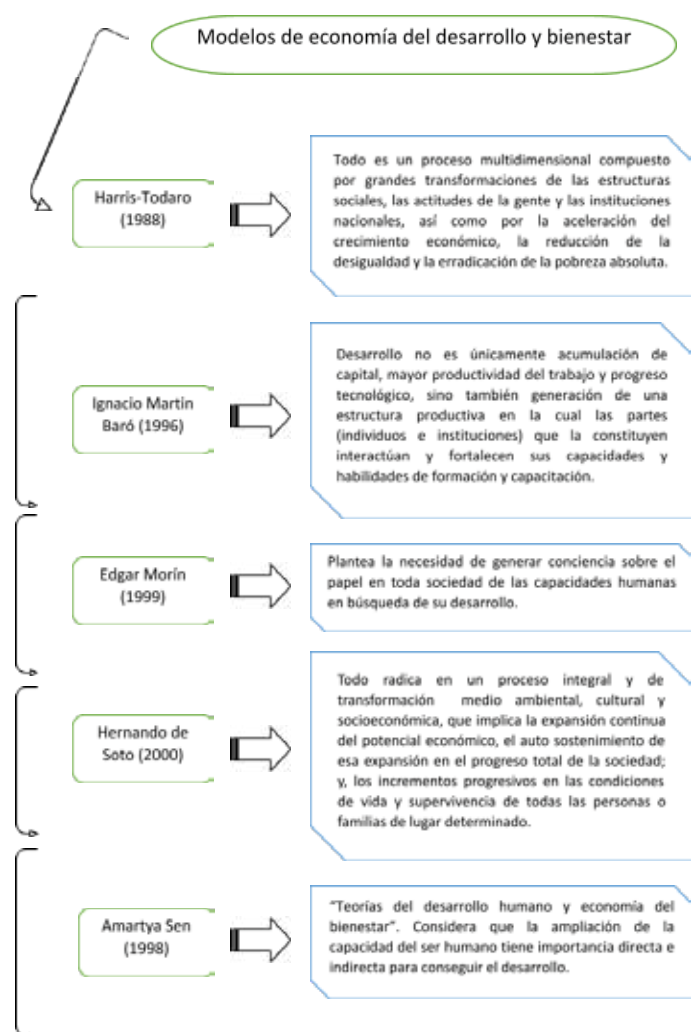 Modelos de economía del desarrollo y bienestar
Harris-Todaro
(1988)
Todo es un proceso multidimensional compuesto
por grandes transformaciones de las estructuras
sociales, las actitudes de la gente y las instituciones
nacionales, así como por la aceleración del
crecimiento económico, la reducción de la
desigualdad y la erradicación de la pobreza absoluta.
Ignacio Martin
Baró (1996)
Desarrollo no es únicamente acumulación de
capital, mayor productividad del trabajo y progreso
tecnológico, sino también generación de una
estructura productiva en la cual las partes
(individuos e instituciones) que la constituyen
interactúan y fortalecen sus capacidades y
habilidades de formación y capacitación.
Edgar Morín
(1999)
Plantea la necesidad de generar conciencia sobre el
papel en toda sociedad de las capacidades humanas
en búsqueda de su desarrollo.
Hernando de
Soto (2000)
Todo radica en un proceso integral y de
transformación medio ambiental, cultural y
socioeconómica, que implica la expansión continua
del potencial económico, el auto sostenimiento de
esa expansión en el progreso total de la sociedad;
y, los incrementos progresivos en las condiciones
de vida y supervivencia de todas las personas o
familias de lugar determinado.
Amartya Sen
(1998)
"Teorías del desarrollo humano y economía del
bienestar". Considera que la ampliación de la
capacidad del ser humano tiene importancia directa e
indirecta para conseguir el desarrollo.